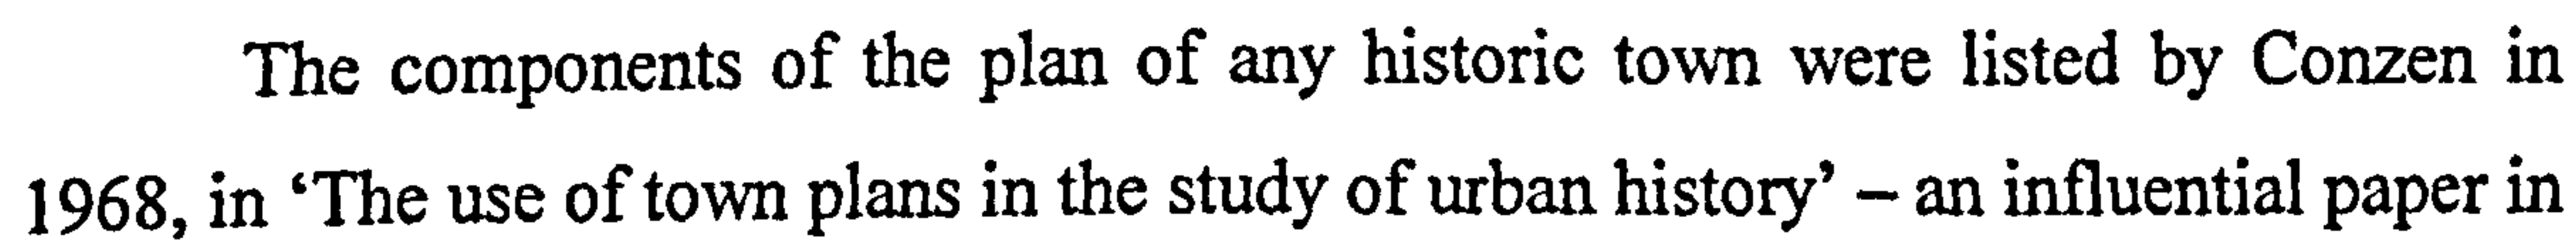 The components of the plan of any historic town were listed by Conzen in
1968, in ‘The use of town plans in the study of urban history’ – an influential paper in